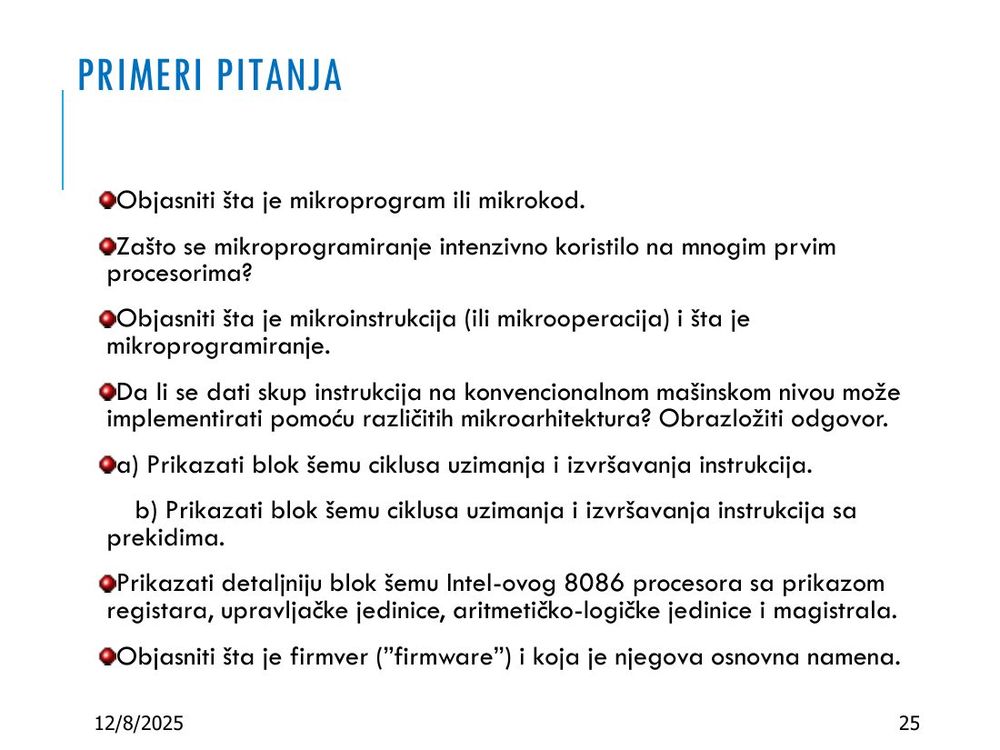 PRIMERI PITANJA
Objasniti šta je mikroprogram ili mikrokod.
Zašto se mikroprogramiranje intenzivno koristilo na mnogim prvim
procesorima?
Objasniti šta je mikroinstrukcija (ili mikrooperacija) i šta je
mikroprogramiranje.
Da li se dati skup instrukcija na konvencionalnom mašinskom nivou može
implementirati pomoću različitih mikroarhitektura? Obrazložiti odgovor.
a) Prikazati blok šemu ciklusa uzimanja i izvršavanja instrukcija.
b) Prikazati blok šemu ciklusa uzimanja i izvršavanja instrukcija sa
prekidima.
Prikazati detaljniju blok šemu Intel-ovog 8086 procesora sa prikazom
registara, upravljačke jedinice, aritmetičko-logičke jedinice i magistrala.
Objasniti šta je firmver (”firmware”) i koja je njegova osnovna namena.
12/8/2025
25